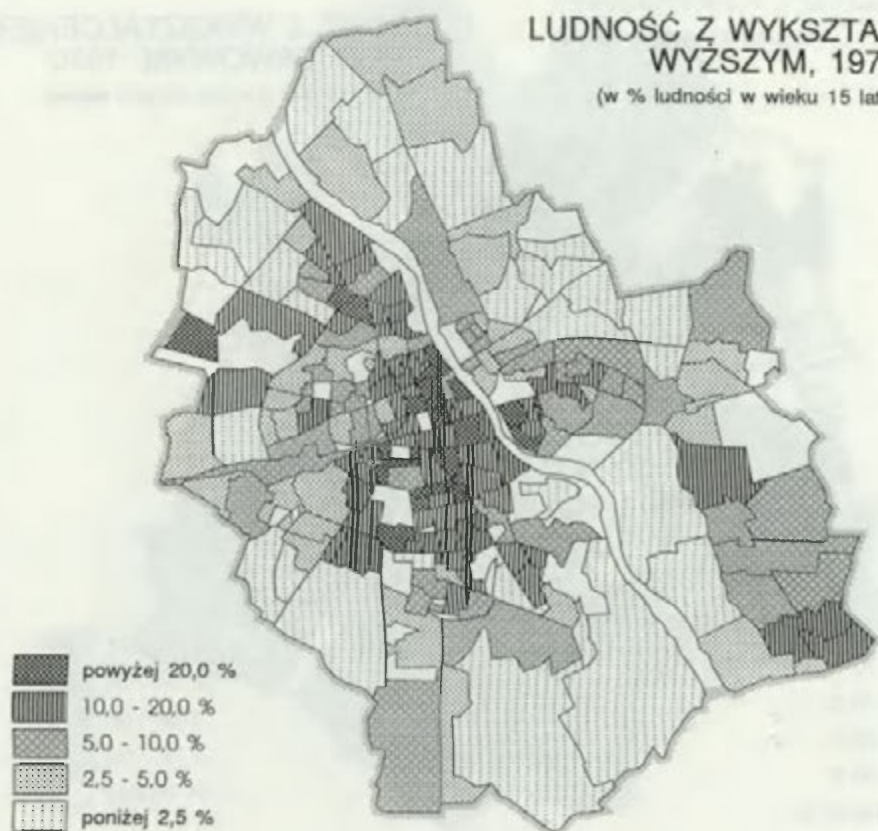 LUDNOŚĆ Z WYKSZTA
WYŻSZYM, 197
(w % ludności w wieku 15 lat
powyżej 20,0 %
10,0 - 20,0 %
5,0 - 10,0 %
2,5 - 5,0 %
poniżej 2,5 %